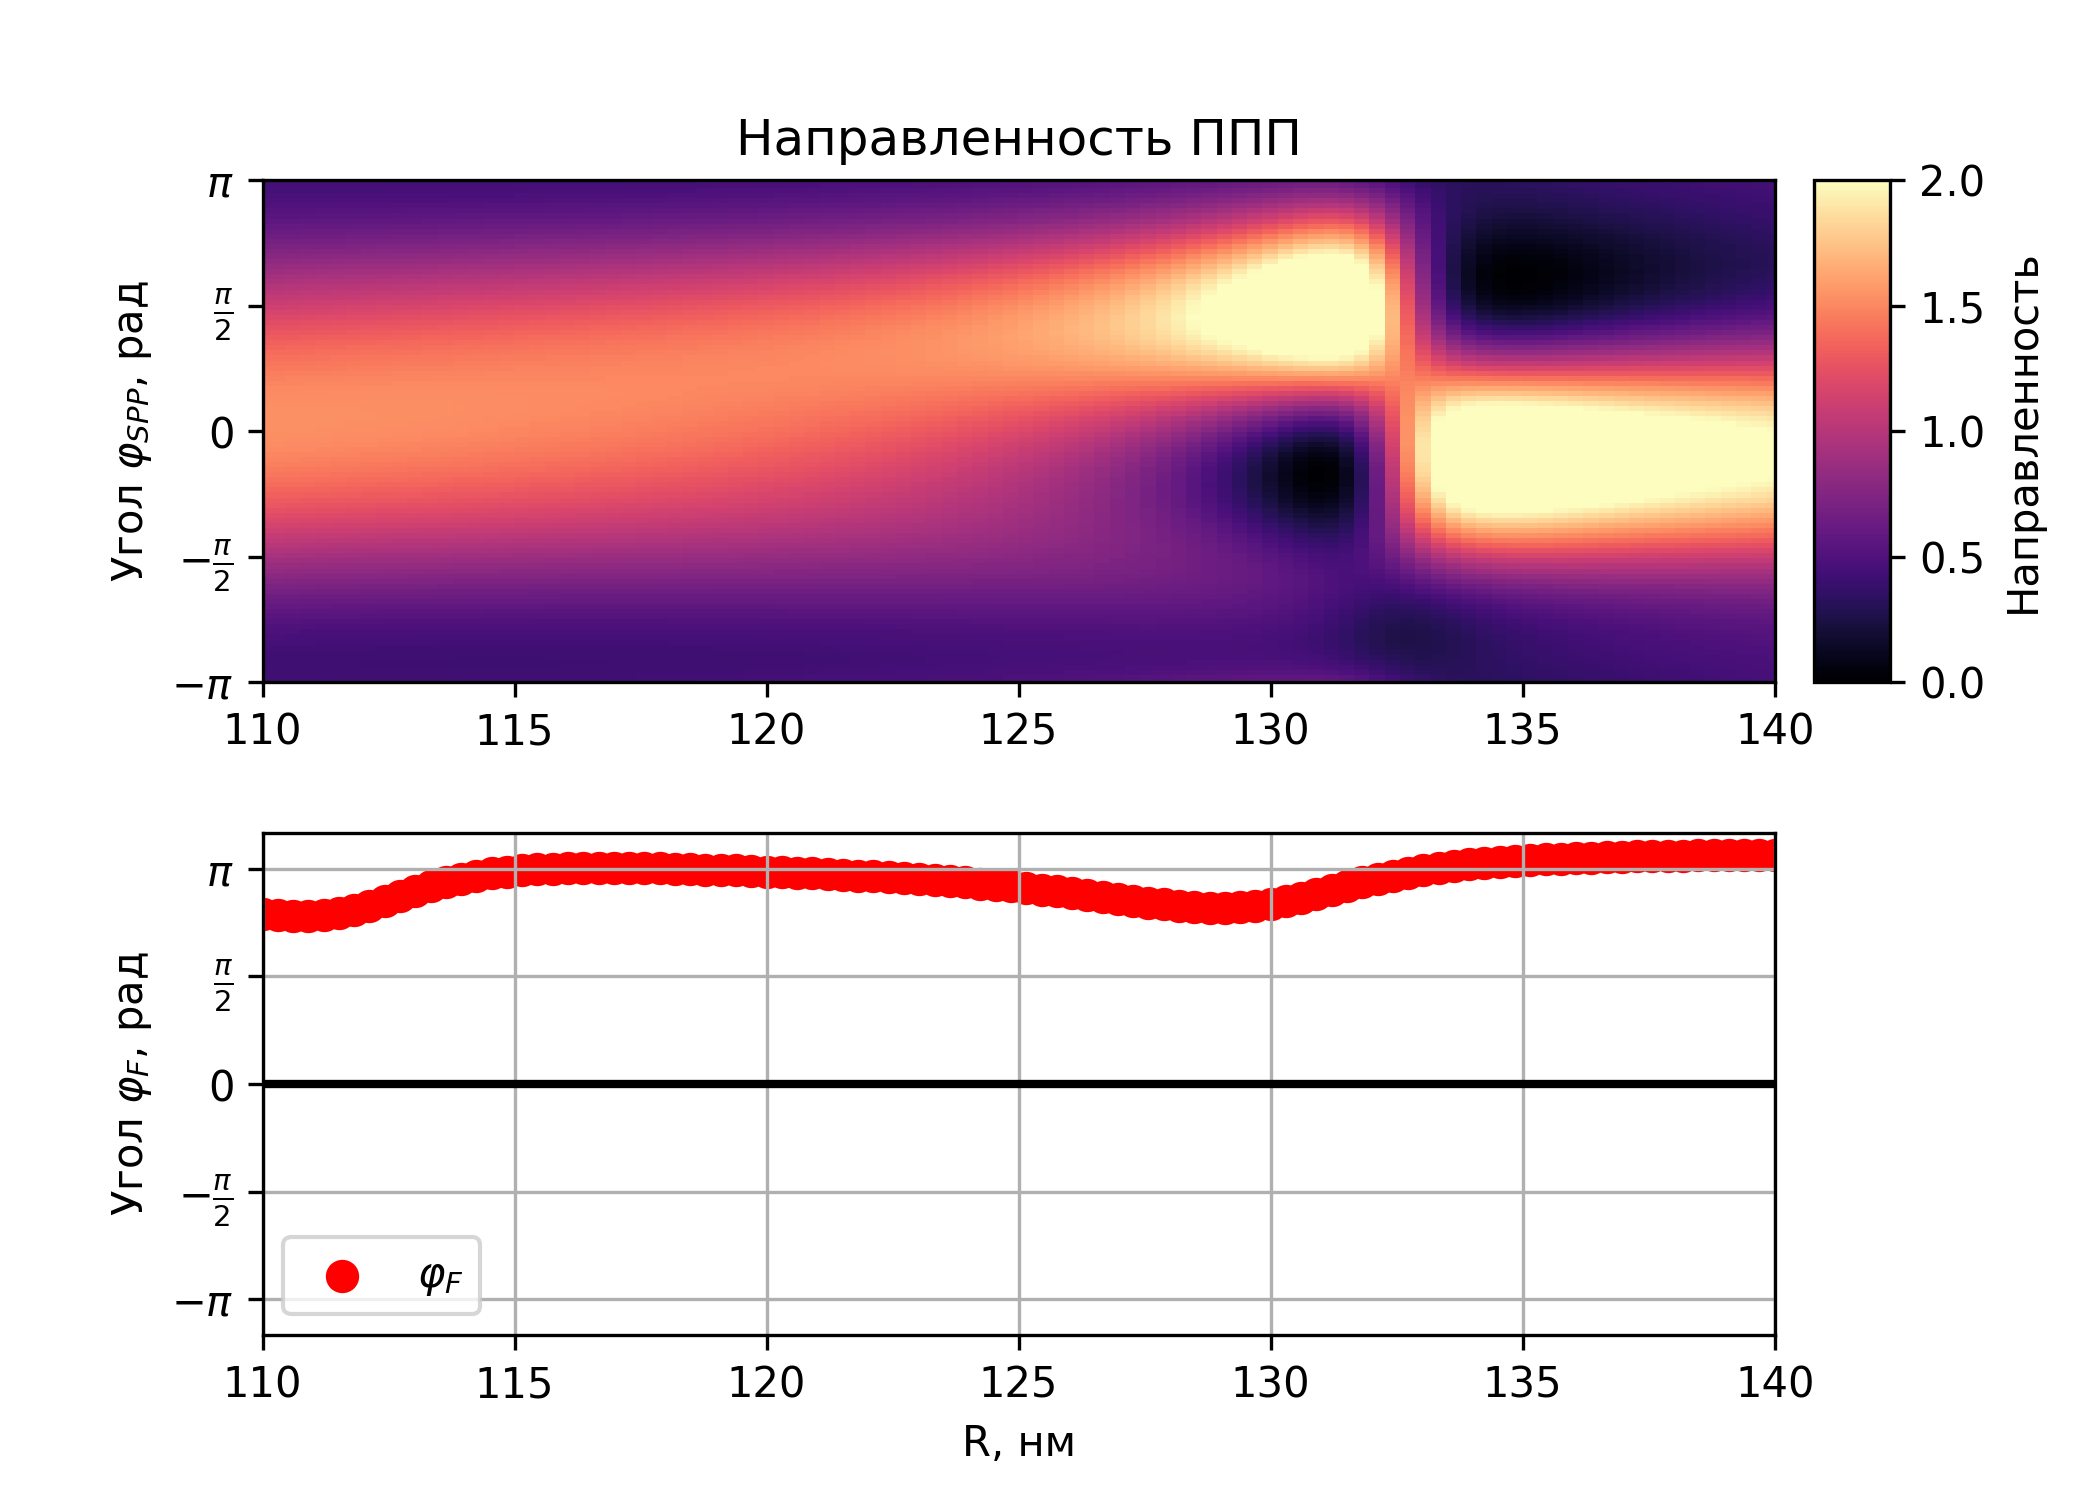 Направленность ППП
Угол φ_SPP, рад
π
π/2
0
−π/2
−π
110 115 120 125 130 135 140
2.0
1.5
1.0
0.5
0.0
Направленность
Угол φ_F, рад
π
π/2
0
−π/2
−π
φ_F
110 115 120 125 130 135 140
R, нм